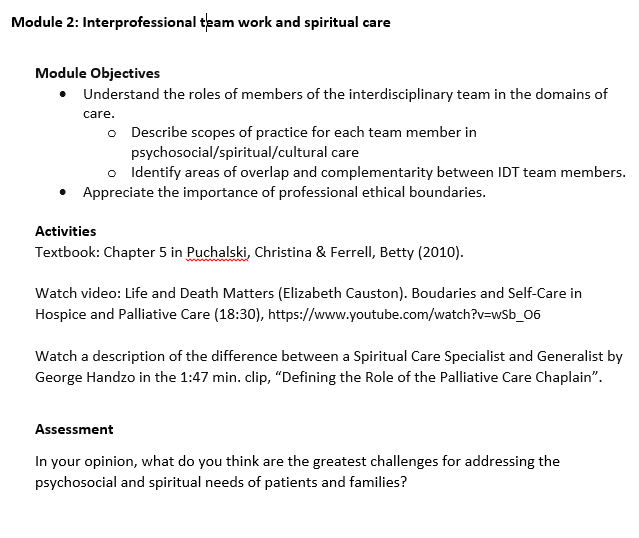 Module 2: Interprofessional team work and spiritual care
Module Objectives
• Understand the roles of members of the interdisciplinary team in the domains of
care.
o Describe scopes of practice for each team member in
psychosocial/spiritual/cultural care
o Identify areas of overlap and complementarity between IDT team members.
• Appreciate the importance of professional ethical boundaries.
Activities
Textbook: Chapter 5 in Puchalski, Christina & Ferrell, Betty (2010).
Watch video: Life and Death Matters (Elizabeth Causton). Boudaries and Self-Care in
Hospice and Palliative Care (18:30), https://www.youtube.com/watch?v=wSb_O6
Watch a description of the difference between a Spiritual Care Specialist and Generalist by
George Handzo in the 1:47 min. clip, “Defining the Role of the Palliative Care Chaplain”.
Assessment
In your opinion, what do you think are the greatest challenges for addressing the
psychosocial and spiritual needs of patients and families?